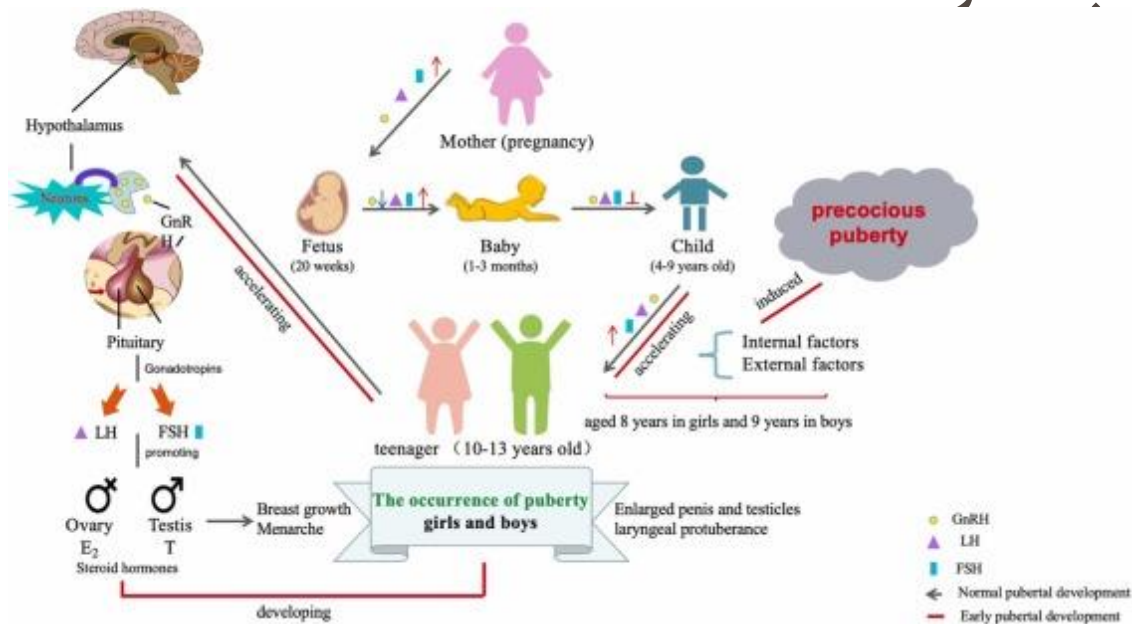 Hypothalamus
Neurons
GnR
H
Pituitary
Gonadotropins
LH
FSH
promoting
Ovary
Testis
E2
T
Steroid hormones
Breast growth
Menarche
developing
accelerating
Mother (pregnancy)
Fetus
(20 weeks)
Baby
(1-3 months)
Child
(4-9 years old)
accelerating
precocious
puberty
induced
Internal factors
External factors
aged 8 years in girls and 9 years in boys
teenager （10-13 years old）
The occurrence of puberty
girls and boys
Enlarged penis and testicles
laryngeal protuberance
GnRH
LH
FSH
Normal pubertal development
Early pubertal development